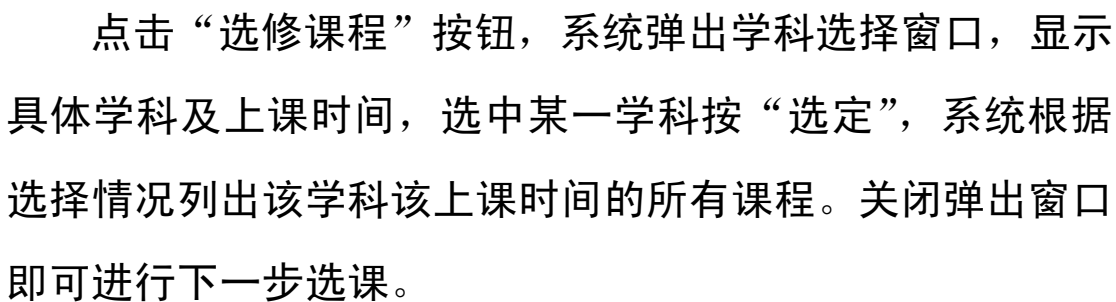 点击“选修课程”按钮，系统弹出学科选择窗口，显示
具体学科及上课时间，选中某一学科按“选定”，系统根据
选择情况列出该学科该上课时间的所有课程。关闭弹出窗口
即可进行下一步选课。